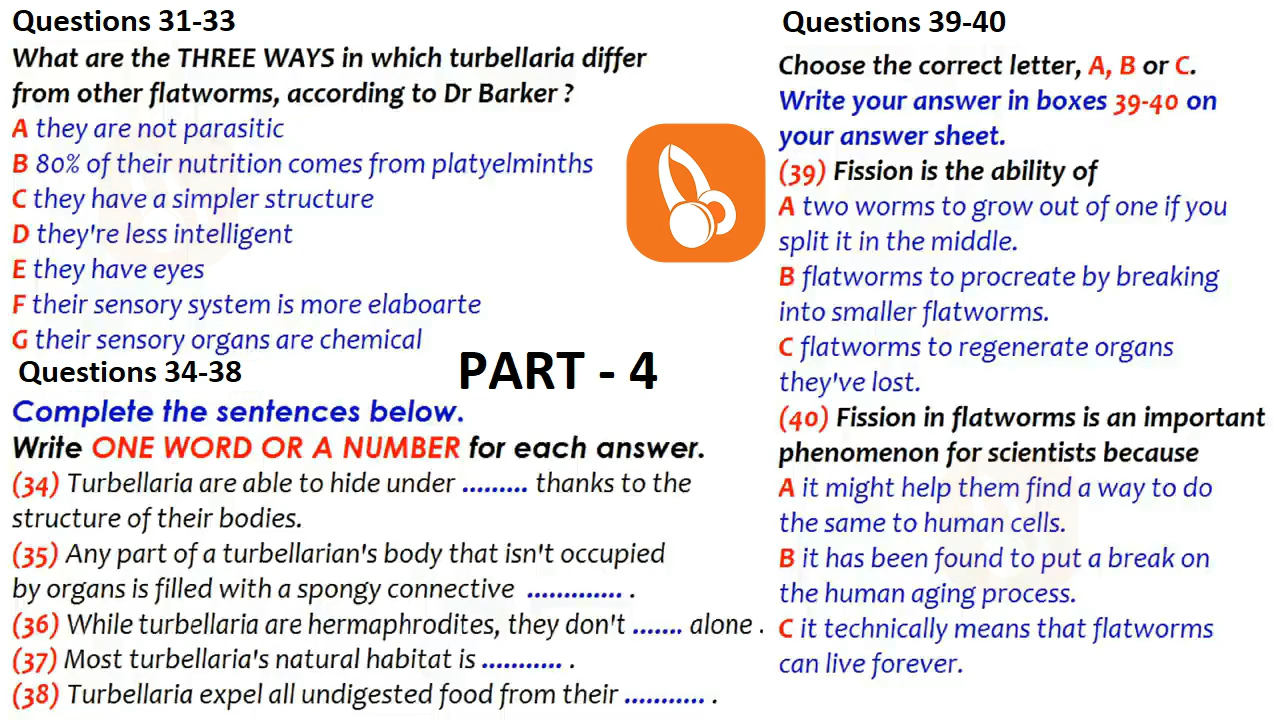 Questions 31-33
What are the THREE WAYS in which turbellaria differ
from other flatworms, according to Dr Barker ?
A they are not parasitic
B 80% of their nutrition comes from platyelminths
C they have a simpler structure
D they're less intelligent
E they have eyes
F their sensory system is more elaboarte
G their sensory organs are chemical
PART - 4
Questions 34-38
Complete the sentences below.
Write ONE WORD OR A NUMBER for each answer.
(34) Turbellaria are able to hide under ......... thanks to the
structure of their bodies.
(35) Any part of a turbellarian's body that isn't occupied
by organs is filled with a spongy connective ............. .
(36) While turbellaria are hermaphrodites, they don't ....... alone .
(37) Most turbellaria's natural habitat is ........... .
(38) Turbellaria expel all undigested food from their ........... .
Questions 39-40
Choose the correct letter, A, B or C.
Write your answer in boxes 39-40 on
your answer sheet.
(39) Fission is the ability of
A two worms to grow out of one if you
split it in the middle.
B flatworms to procreate by breaking
into smaller flatworms.
C flatworms to regenerate organs
they've lost.
(40) Fission in flatworms is an important
phenomenon for scientists because
A it might help them find a way to do
the same to human cells.
B it has been found to put a break on
the human aging process.
C it technically means that flatworms
can live forever.